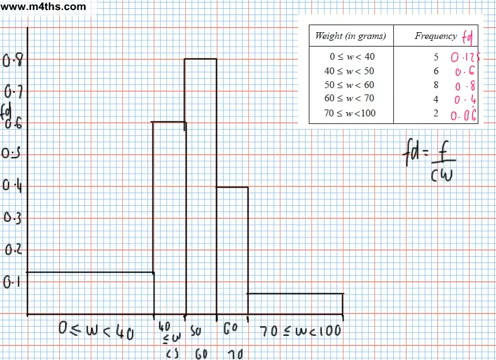 www.m4ths.com
Weight (in grams) Frequency fd
0 ≤ w < 40 5 0.125
40 ≤ w < 50 6 0.6
50 ≤ w < 60 8 0.8
60 ≤ w < 70 4 0.4
70 ≤ w <100 2 0.06
fd = f
cw
0.8
0.7
fd
0.6
0.5
0.4
0.3
0.2
0.1
0 ≤ w < 40 40 50 60 70 ≤ w < 100
≤ w
60 70